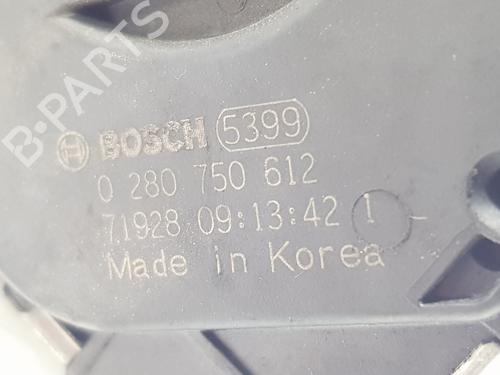 B-PARTS
BOSCH 5399
0 280 750 612
71928 09:13:42 1
Made in Korea